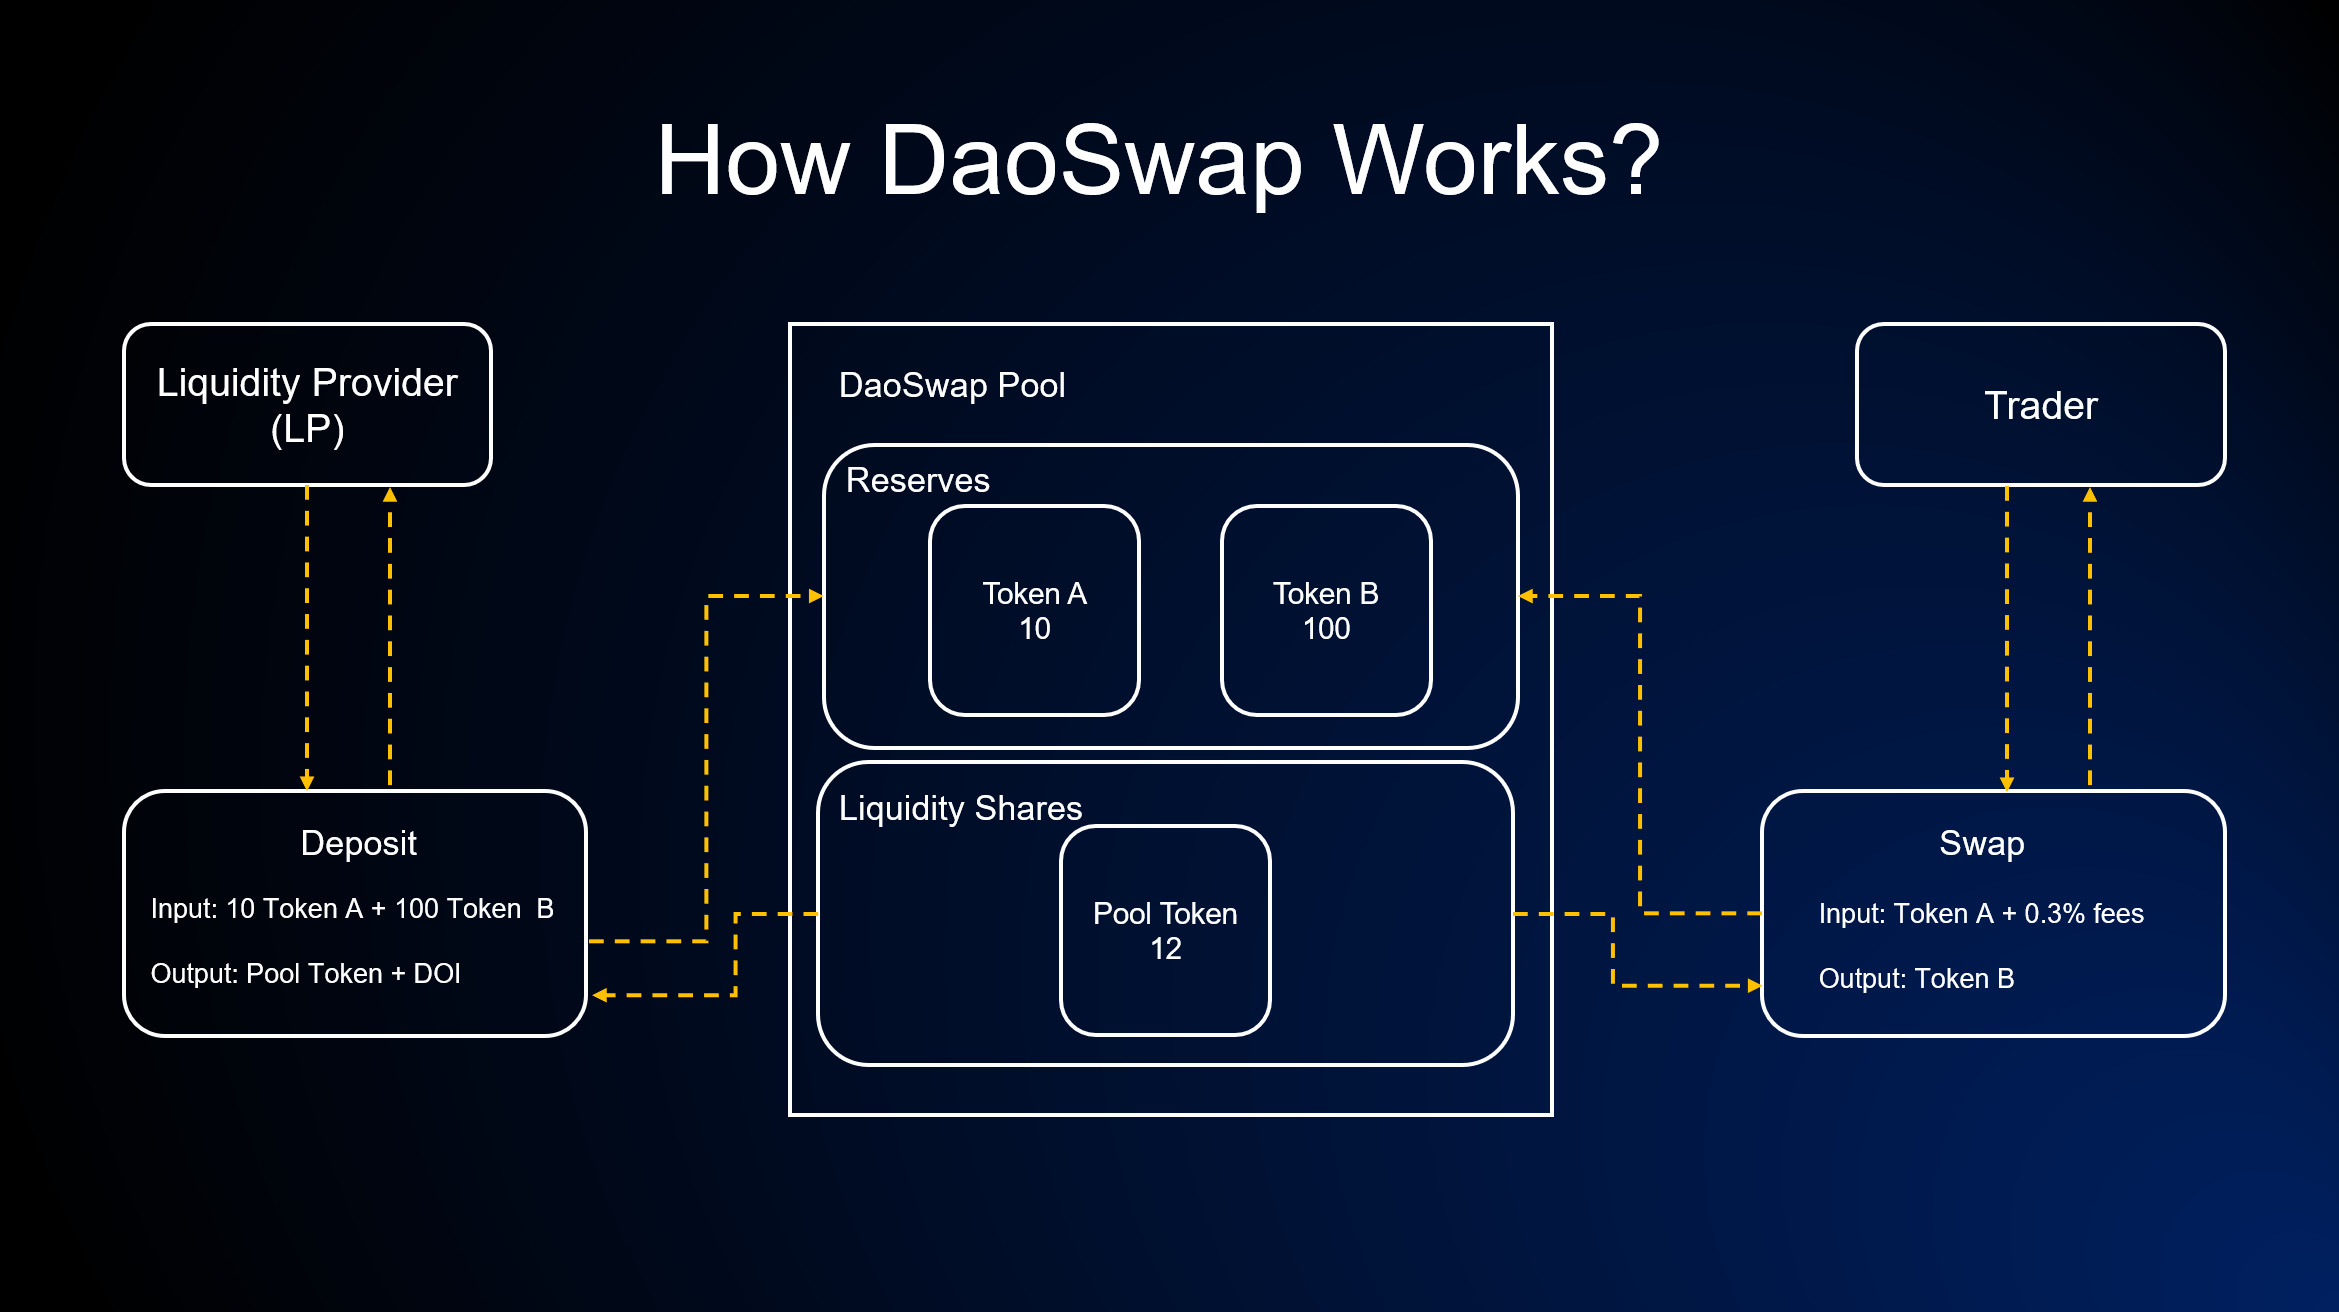 How DaoSwap Works?
Liquidity Provider
(LP)
DaoSwap Pool
Trader
Reserves
Token A
10
Token B
100
Liquidity Shares
Pool Token
12
Deposit
Input: 10 Token A + 100 Token  B
Output: Pool Token + DOI
Swap
Input: Token A + 0.3% fees
Output: Token B